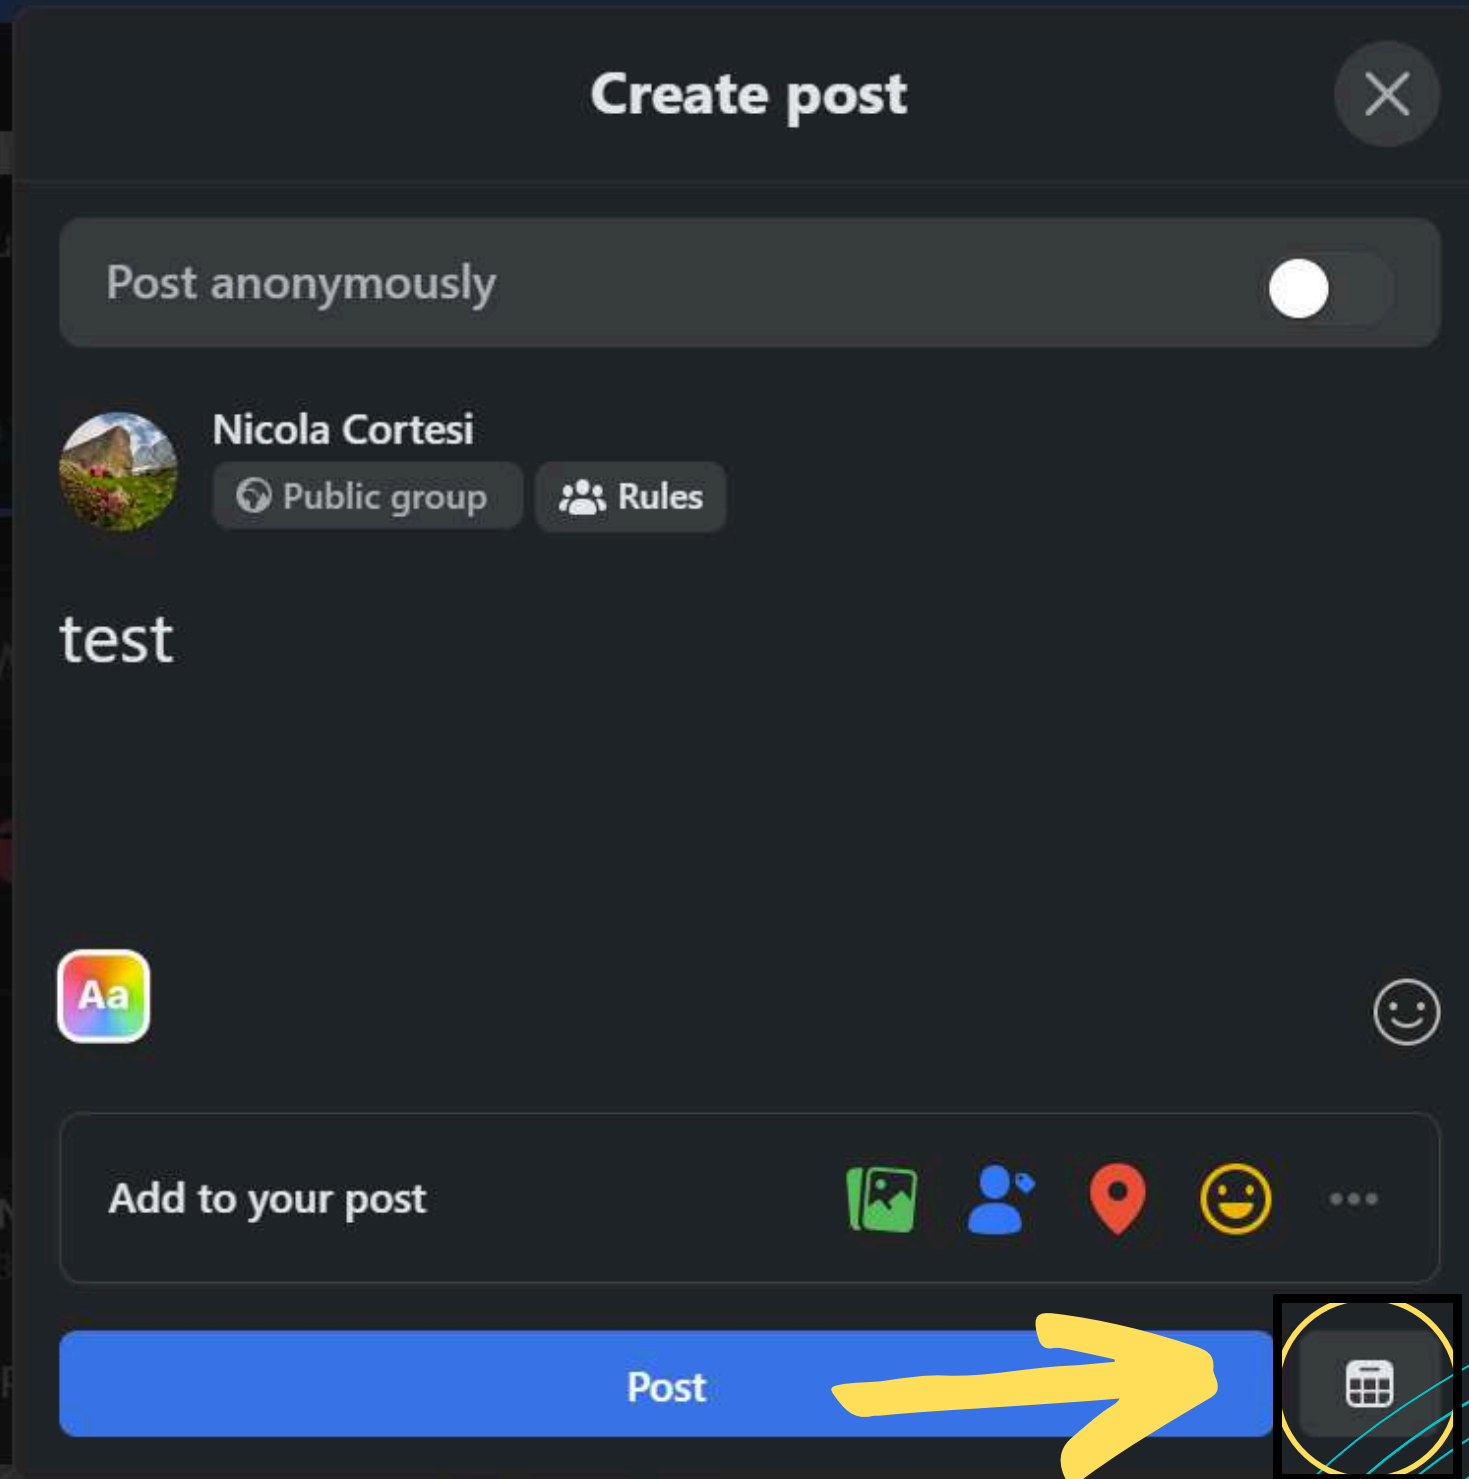 Create post
Post anonymously
Nicola Cortesi
Public group
Rules
test
Aa
Add to your post
Post